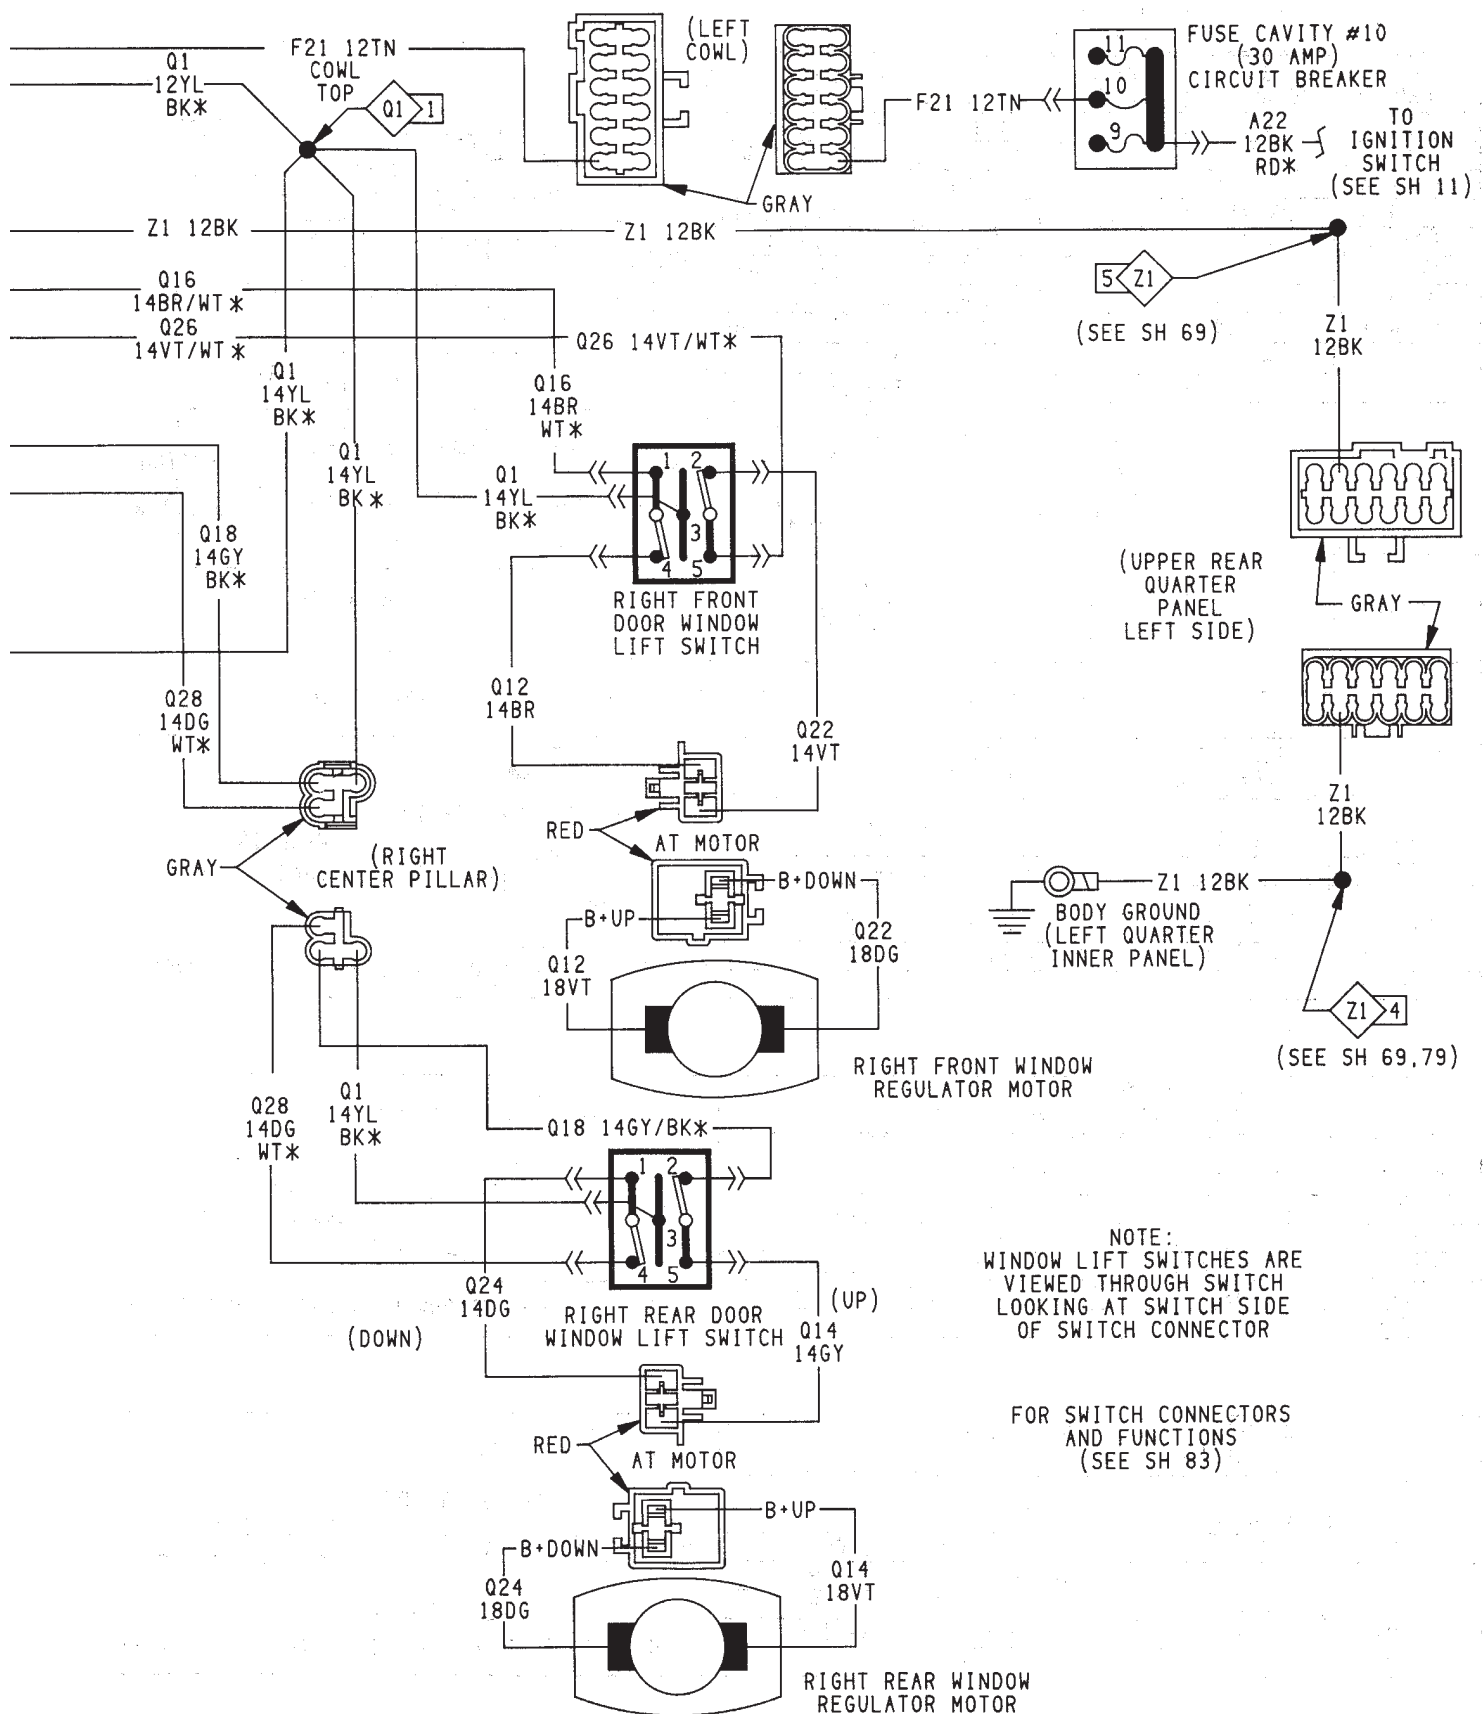 F21 12TN
COWL
TOP
Q1
12YL
BK*
Q1
1
(LEFT
COWL)
GRAY
F21 12TN
11
10
9
FUSE CAVITY #10
(30 AMP)
CIRCUIT BREAKER
A22
12BK
RD*
TO
IGNITION
SWITCH
(SEE SH 11)
Z1 12BK
Z1 12BK
5
Z1
(SEE SH 69)
Z1
12BK
Q16
14BR/WT*
Q26
14VT/WT*
Q26 14VT/WT*
Q1
14YL
BK*
Q16
14BR
WT*
Q1
14YL
BK*
Q1
14YL
BK*
1
2
3
4
5
RIGHT FRONT
DOOR WINDOW
LIFT SWITCH
Q18
14GY
BK*
(UPPER REAR
QUARTER
PANEL
LEFT SIDE)
GRAY
Q28
14DG
WT*
Q12
14BR
Q22
14VT
Z1
12BK
RED
AT MOTOR
GRAY
(RIGHT
CENTER PILLAR)
B+DOWN
B+UP
Q12
18VT
Q22
18DG
Z1 12BK
BODY GROUND
(LEFT QUARTER
INNER PANEL)
Z1
4
(SEE SH 69,79)
RIGHT FRONT WINDOW
REGULATOR MOTOR
Q28
14DG
WT*
Q1
14YL
BK*
Q18 14GY/BK*
1
2
3
4
5
Q24
14DG
(DOWN)
RIGHT REAR DOOR
WINDOW LIFT SWITCH
(UP)
Q14
14GY
NOTE:
WINDOW LIFT SWITCHES ARE
VIEWED THROUGH SWITCH
LOOKING AT SWITCH SIDE
OF SWITCH CONNECTOR
FOR SWITCH CONNECTORS
AND FUNCTIONS
(SEE SH 83)
RED
AT MOTOR
B+UP
B+DOWN
Q24
18DG
Q14
18VT
RIGHT REAR WINDOW
REGULATOR MOTOR